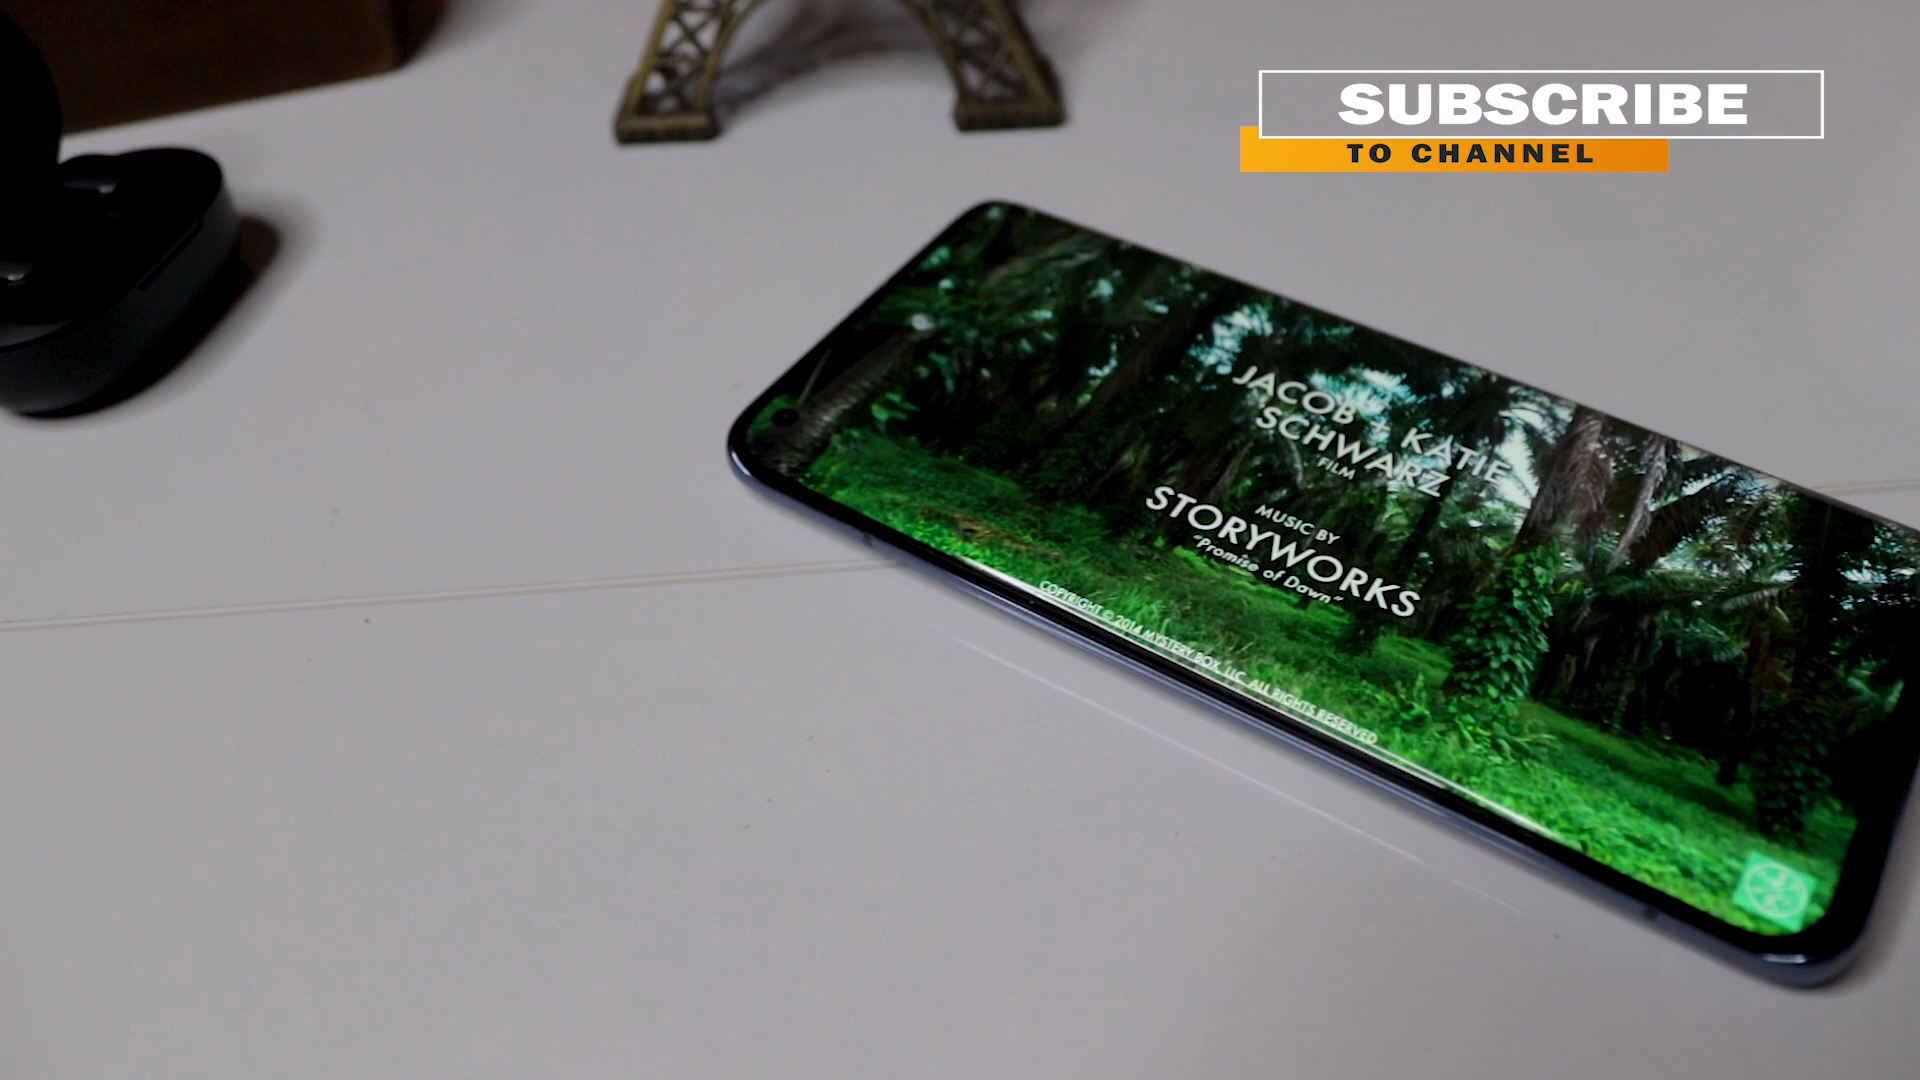 SUBSCRIBE
TO CHANNEL
JACOB + KATIE
SCHWARZ
FILM
MUSIC BY
STORYWORKS
"Promise of Dawn"
COPYRIGHT © 2014 MYSTERY BOX, LLC. ALL RIGHTS RESERVED